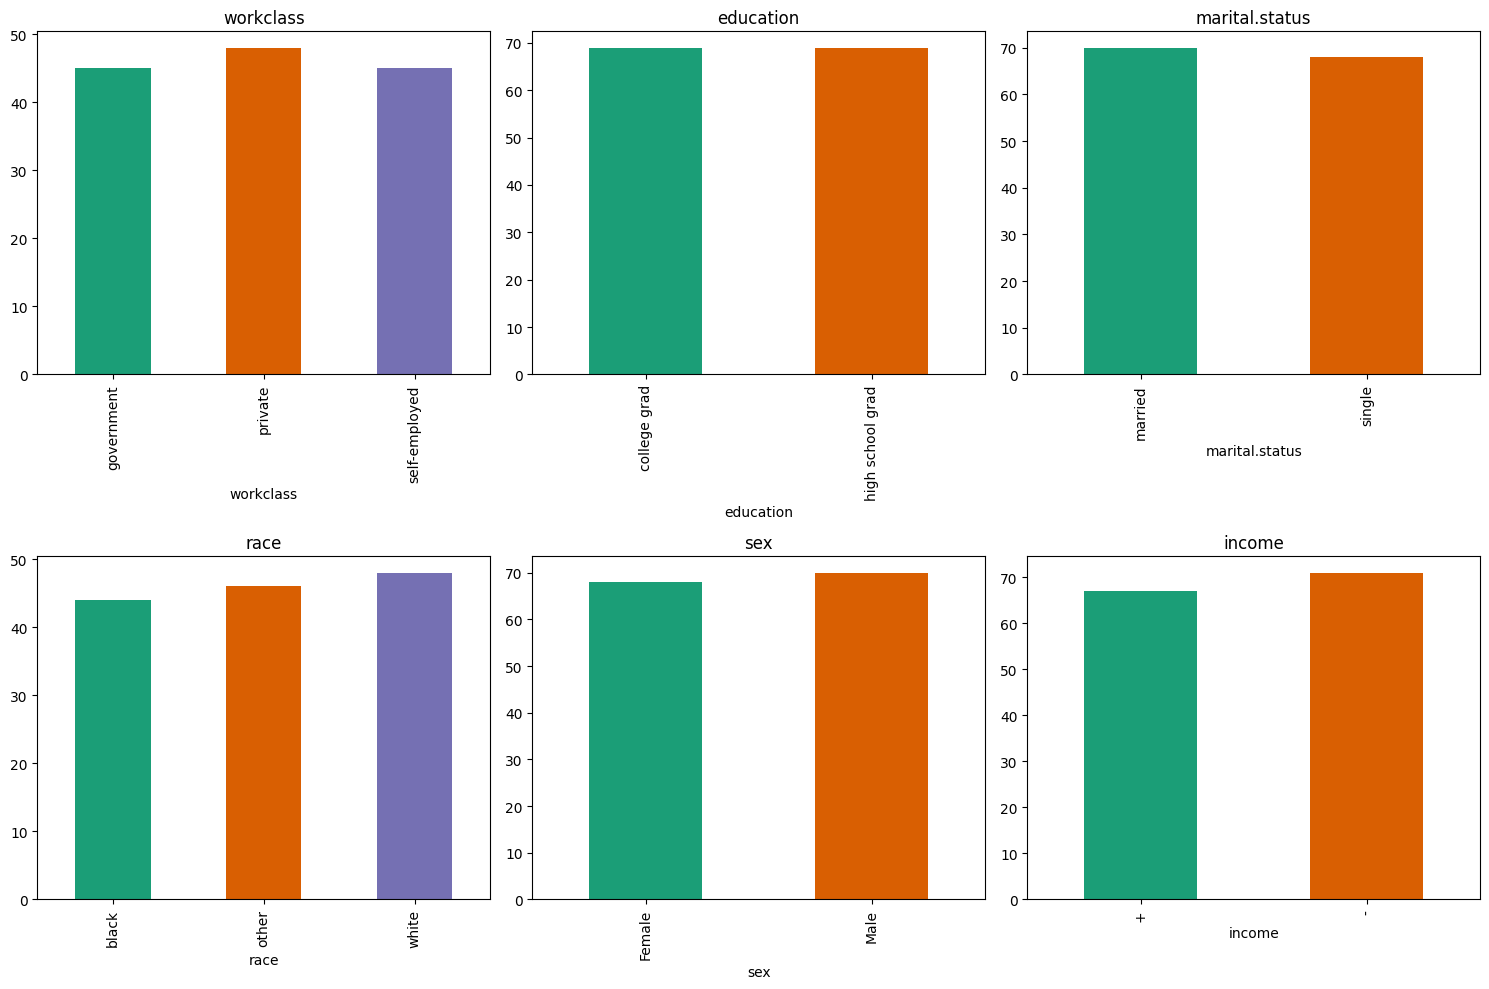 workclass
50
40
30
20
10
0
government
private
self-employed
workclass
education
70
60
50
40
30
20
10
0
college grad
high school grad
education
marital.status
70
60
50
40
30
20
10
0
married
single
marital.status
race
50
40
30
20
10
0
black
other
white
race
sex
70
60
50
40
30
20
10
0
Female
Male
sex
income
70
60
50
40
30
20
10
0
+
-
income